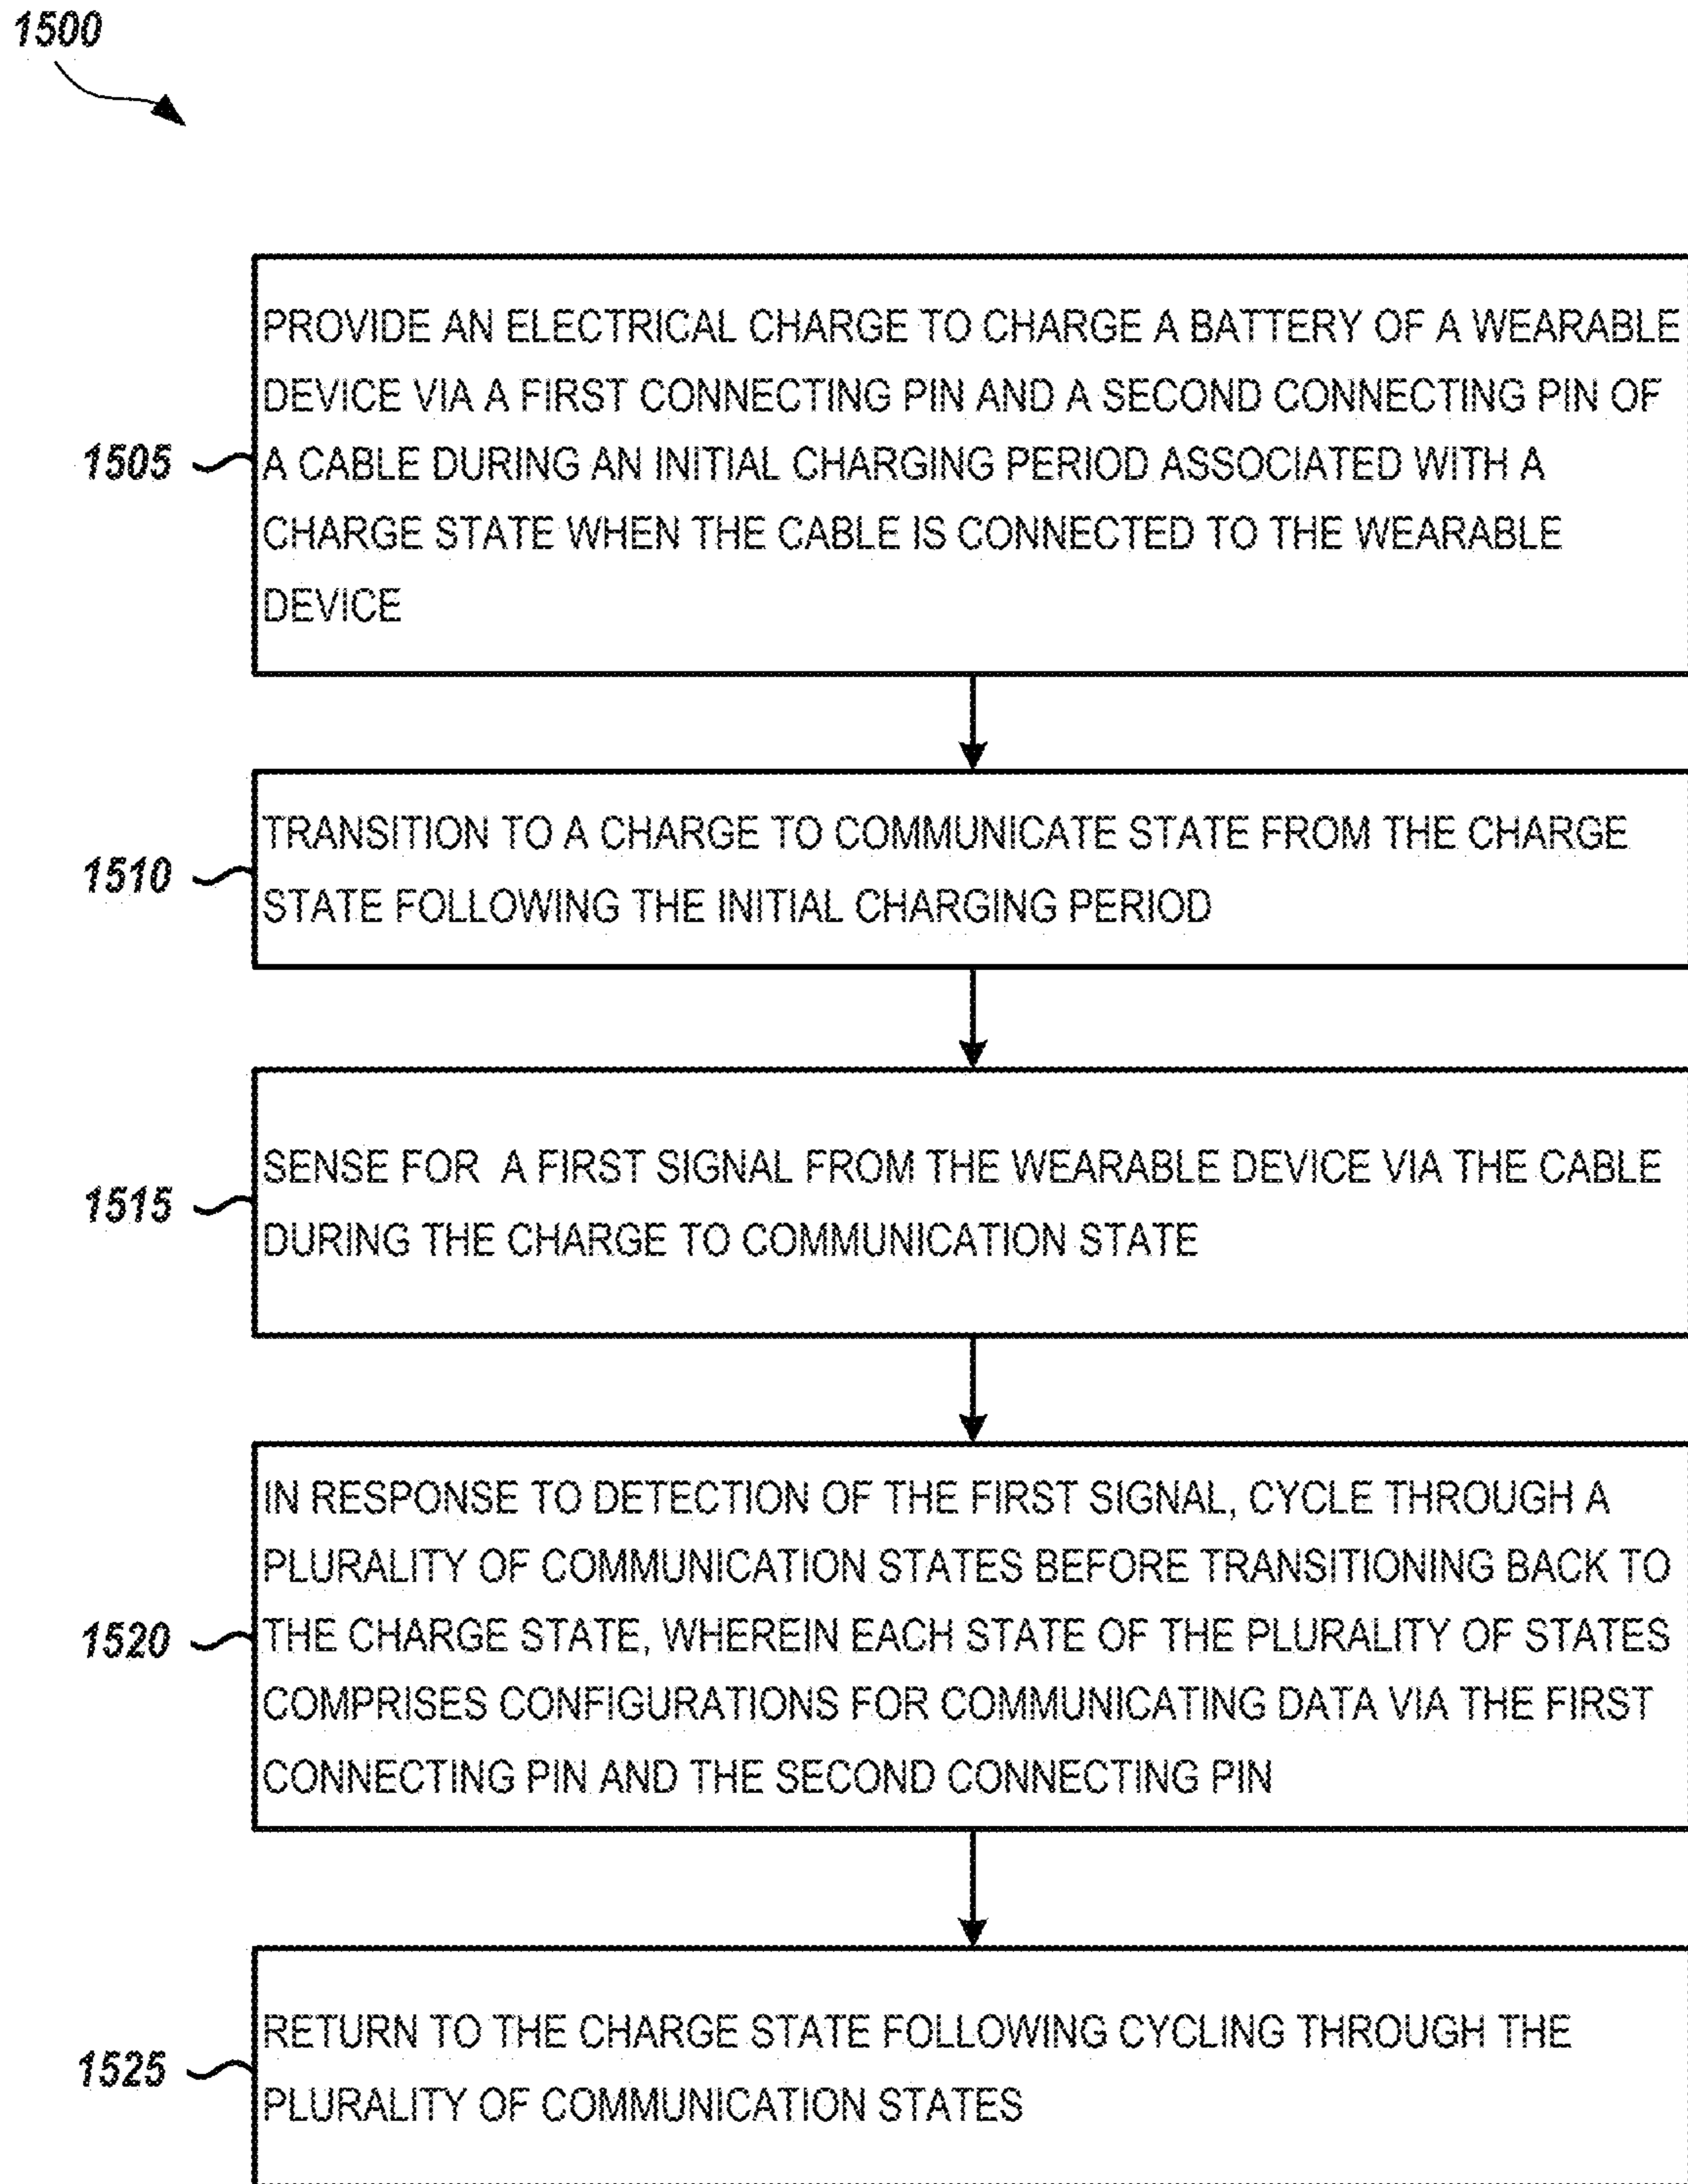 1500
PROVIDE AN ELECTRICAL CHARGE TO CHARGE A BATTERY OF A WEARABLE
DEVICE VIA A FIRST CONNECTING PIN AND A SECOND CONNECTING PIN OF
1505 A CABLE DURING AN INITIAL CHARGING PERIOD ASSOCIATED WITH A
CHARGE STATE WHEN THE CABLE IS CONNECTED TO THE WEARABLE
DEVICE
TRANSITION TO A CHARGE TO COMMUNICATE STATE FROM THE CHARGE
1510
STATE FOLLOWING THE INITIAL CHARGING PERIOD
SENSE FOR A FIRST SIGNAL FROM THE WEARABLE DEVICE VIA THE CABLE
1515
DURING THE CHARGE TO COMMUNICATION STATE
IN RESPONSE TO DETECTION OF THE FIRST SIGNAL, CYCLE THROUGH A
PLURALITY OF COMMUNICATION STATES BEFORE TRANSITIONING BACK TO
1520 THE CHARGE STATE, WHEREIN EACH STATE OF THE PLURALITY OF STATES
COMPRISES CONFIGURATIONS FOR COMMUNICATING DATA VIA THE FIRST
CONNECTING PIN AND THE SECOND CONNECTING PIN
RETURN TO THE CHARGE STATE FOLLOWING CYCLING THROUGH THE
1525
PLURALITY OF COMMUNICATION STATES